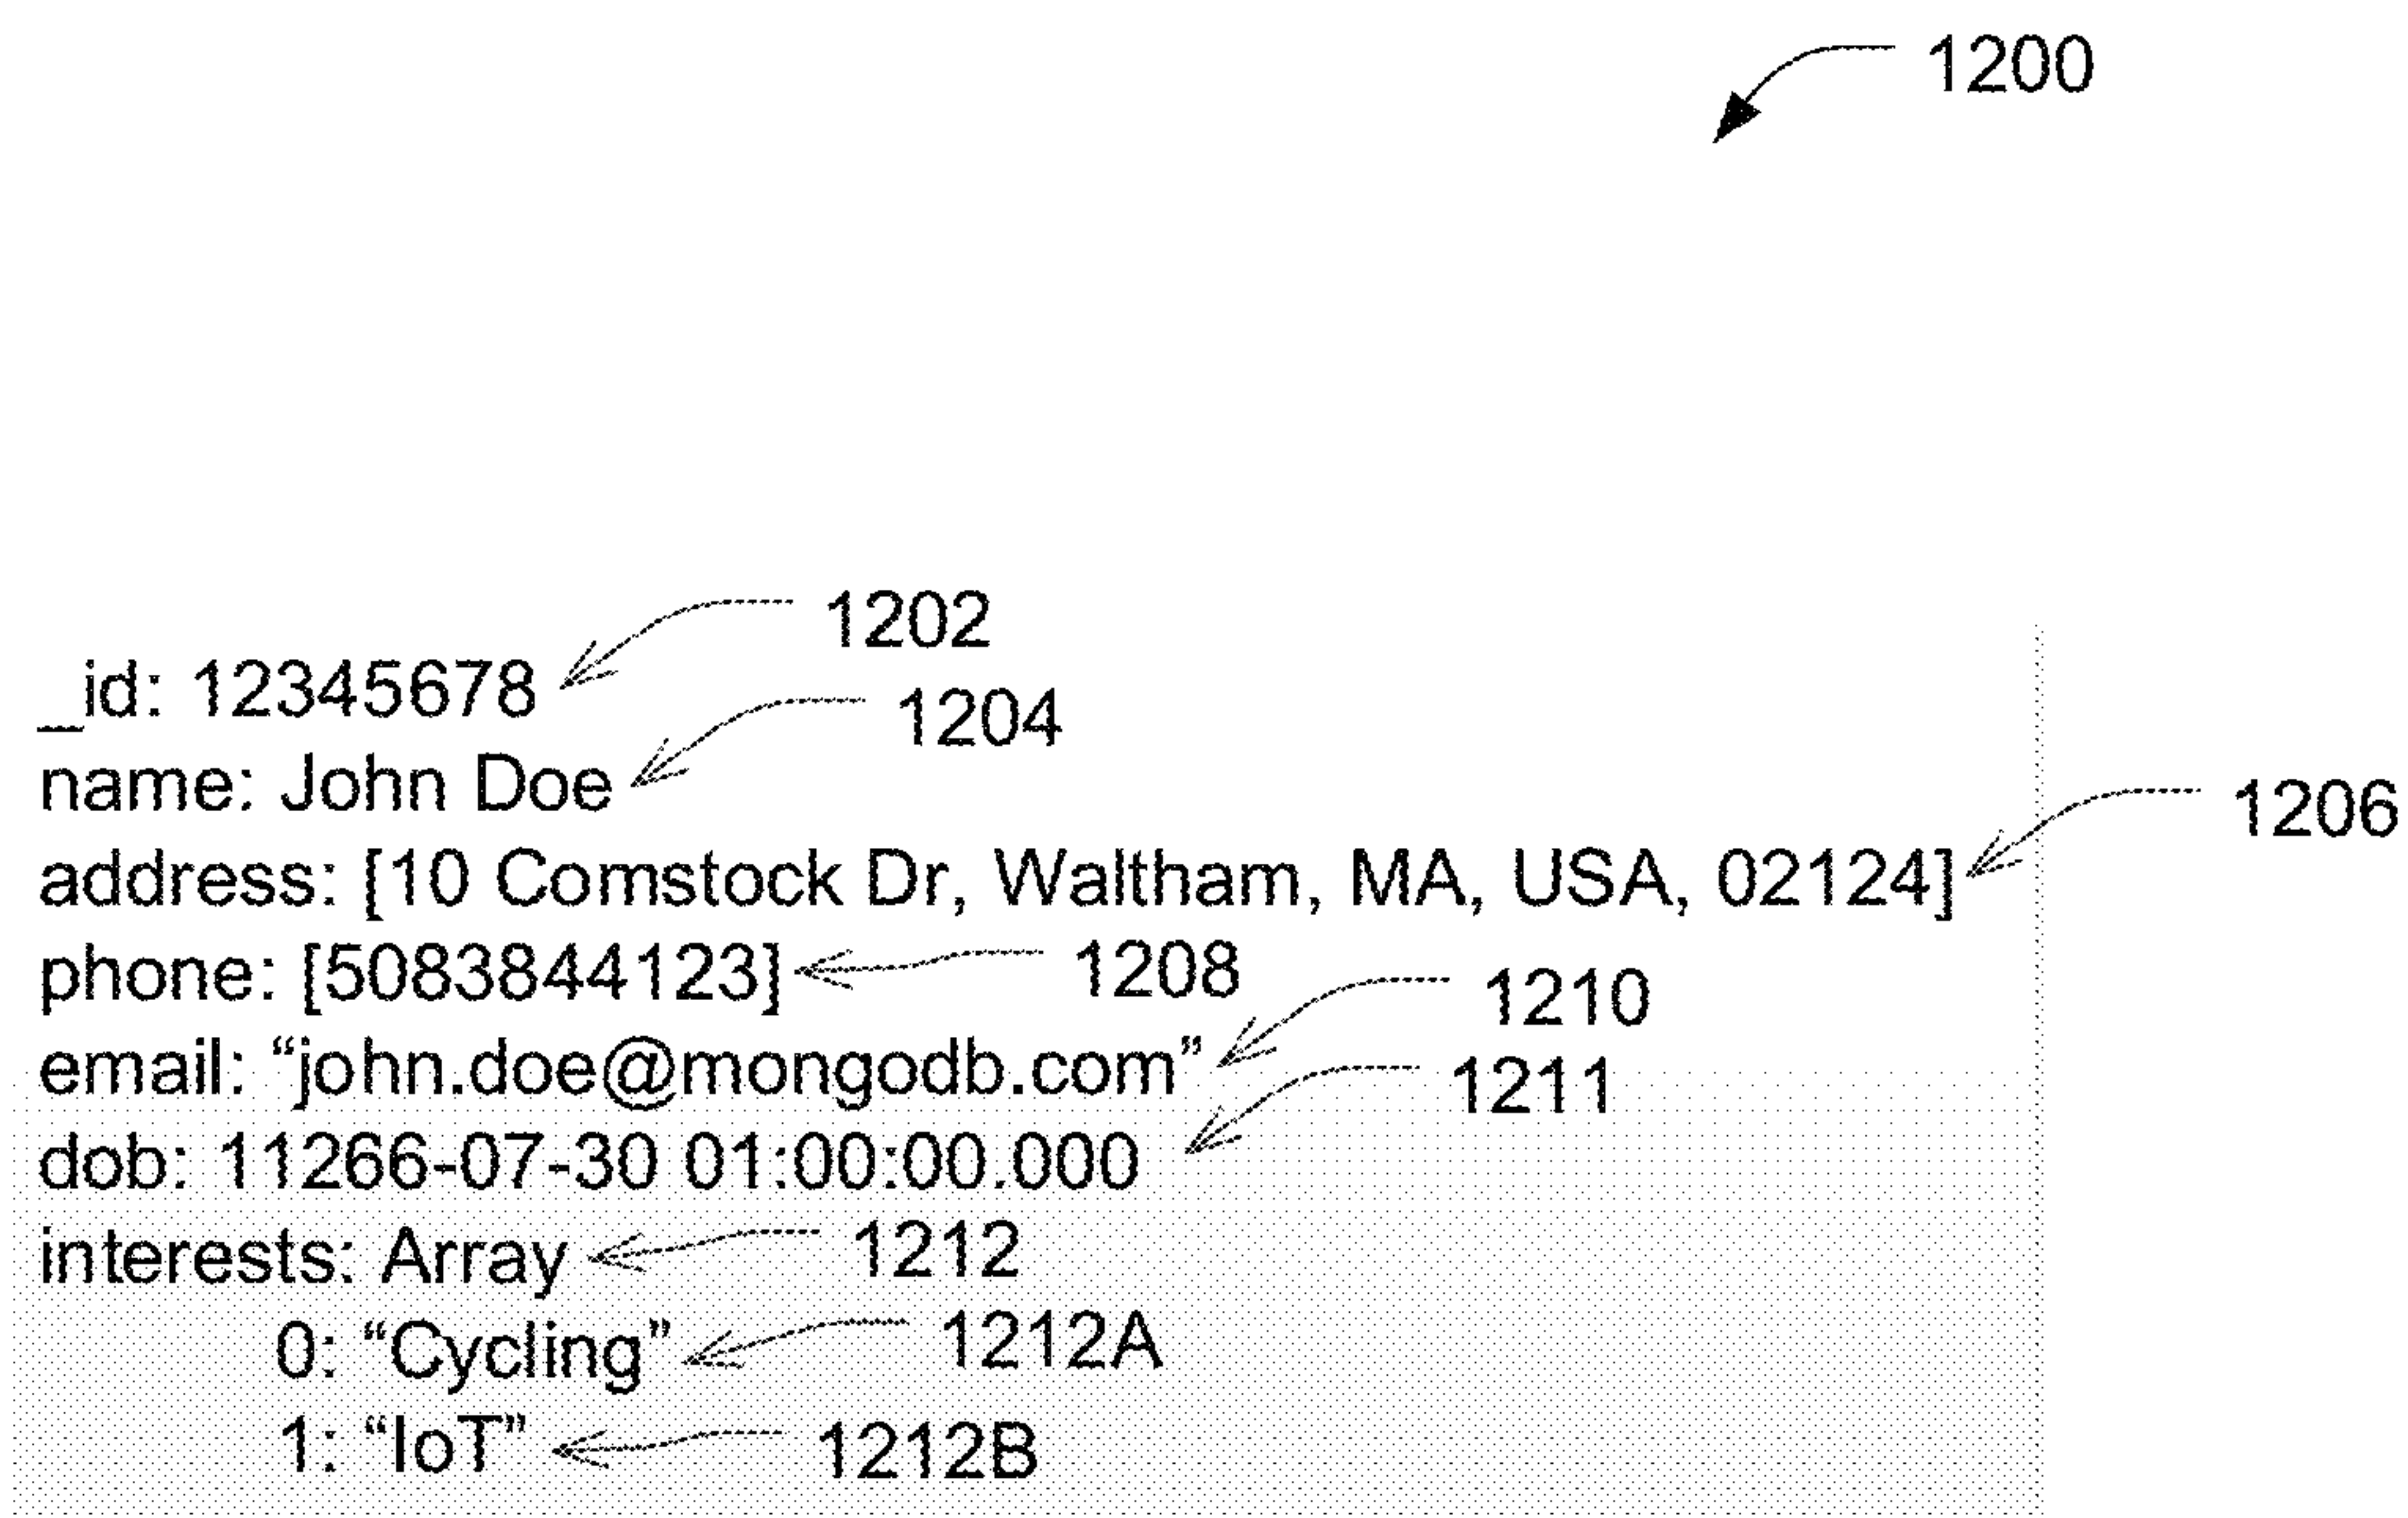 1200
_id: 12345678 1202
name: John Doe 1204
address: [10 Comstock Dr, Waltham, MA, USA, 02124] 1206
phone: [5083844123] 1208
email: “john.doe@mongodb.com” 1210
dob: 11266-07-30 01:00:00.000 1211
interests: Array 1212
0: “Cycling” 1212A
1: “IoT” 1212B